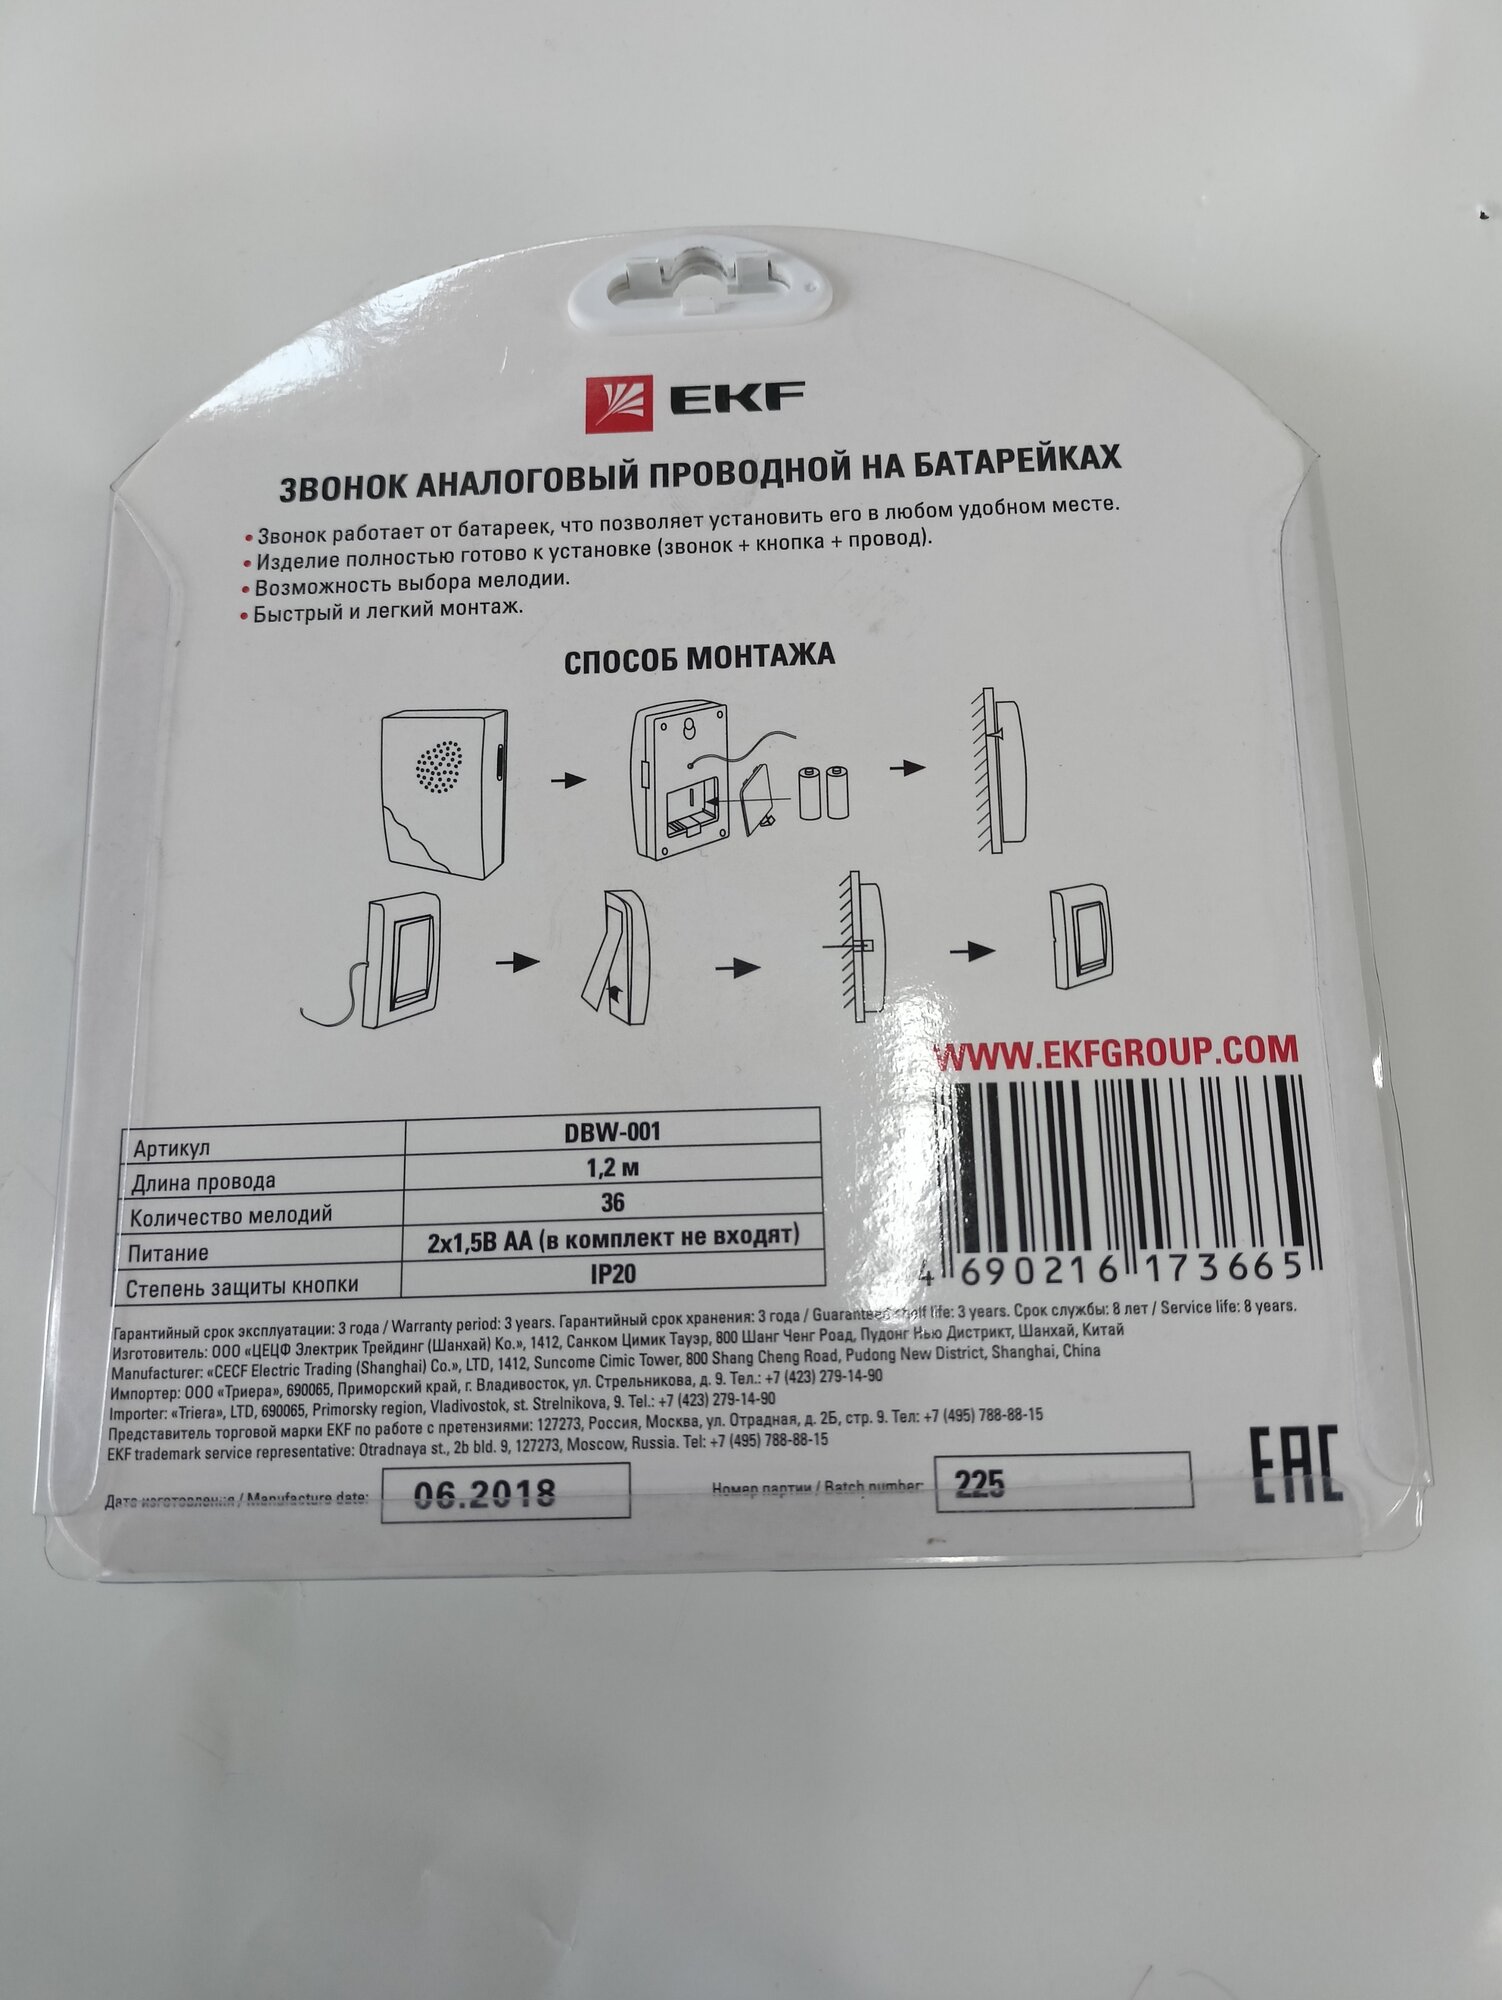 EKF
ЗВОНОК АНАЛОГОВЫЙ ПРОВОДНОЙ НА БАТАРЕЙКАХ
• Звонок работает от батареек, что позволяет установить его в любом удобном месте.
• Изделие полностью готово к установке (звонок + кнопка + провод).
• Возможность выбора мелодии.
• Быстрый и легкий монтаж.
СПОСОБ МОНТАЖА
WWW.EKFGROUP.COM
Артикул DBW-001
Длина провода 1,2 м
Количество мелодий 36
Питание 2x1,5В АА (в комплект не входят)
Степень защиты кнопки IP20
4 690216 173665
Гарантийный срок эксплуатации: 3 года / Warranty period: 3 years. Гарантийный срок хранения: 3 года / Guaranteed shelf life: 3 years. Срок службы: 8 лет / Service life: 8 years.
Изготовитель: ООО «ЦЕЦФ Электрик Трейдинг (Шанхай) Ко.», 1412, Санком Цимик Тауэр, 800 Шанг Ченг Роад, Пудонг Нью Дистрикт, Шанхай, Китай
Manufacturer: «CECF Electric Trading (Shanghai) Co.», LTD, 1412, Suncome Cimic Tower, 800 Shang Cheng Road, Pudong New District, Shanghai, China
Импортер: ООО «Триера», 690065, Приморский край, г. Владивосток, ул. Стрельникова, д. 9. Тел.: +7 (423) 279-14-90
Importer: «Triera», LTD, 690065, Primorsky region, Vladivostok, st. Strelnikova, 9. Tel.: +7 (423) 279-14-90
Представитель торговой марки EKF по работе с претензиями: 127273, Россия, Москва, ул. Отрадная, д. 2Б, стр. 9. Тел: +7 (495) 788-88-15
EKF trademark service representative: Otradnaya st., 2b bld. 9, 127273, Moscow, Russia. Tel: +7 (495) 788-88-15
Дата изготовления / Manufacture date: 06.2018 Номер партии / Batch number: 225
EAC